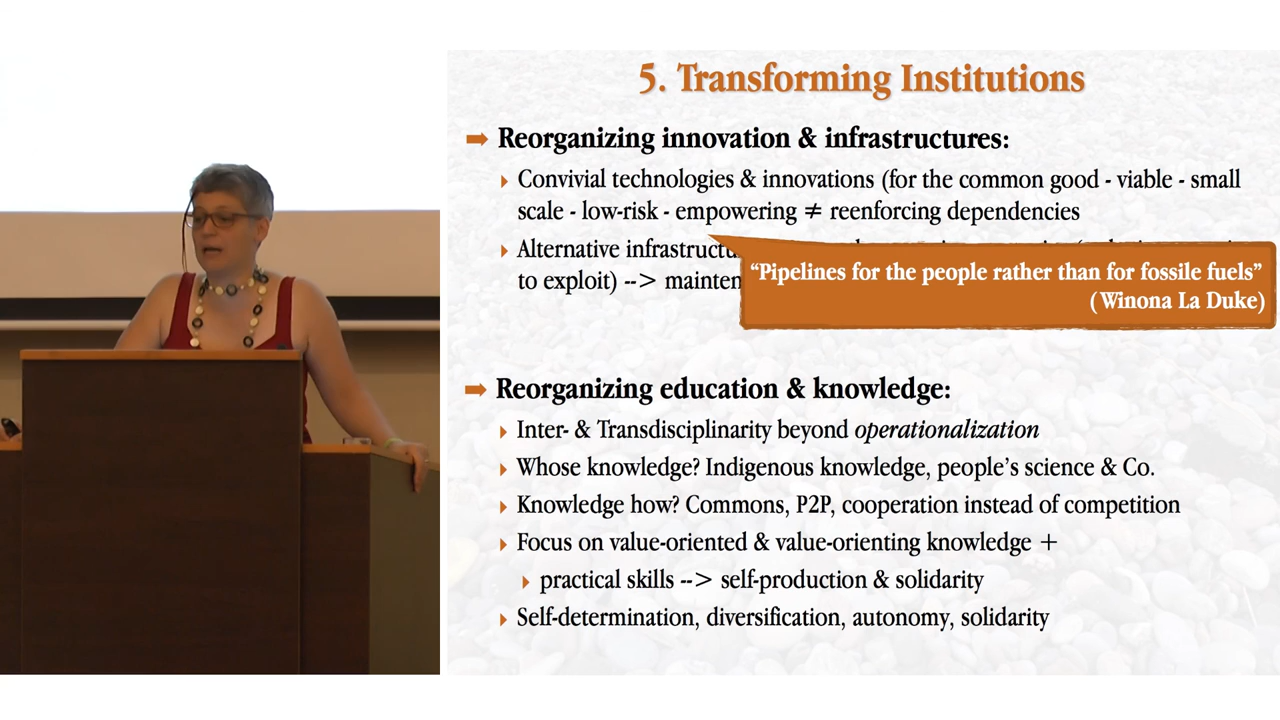 5. Transforming Institutions
➡ Reorganizing innovation & infrastructures:
Convivial technologies & innovations (for the common good - viable - small
scale - low-risk - empowering ≠ reenforcing dependencies
Alternative
to exploit) -->
“Pipelines for the people rather than for fossile fuels”
(Winona La Duke)
➡ Reorganizing education & knowledge:
Inter- & Transdisciplinarity beyond operationalization
Whose knowledge? Indigenous knowledge, people’s science & Co.
Knowledge how? Commons, P2P, cooperation instead of competition
Focus on value-oriented & value-orienting knowledge +
practical skills --> self-production & solidarity
Self-determination, diversification, autonomy, solidarity